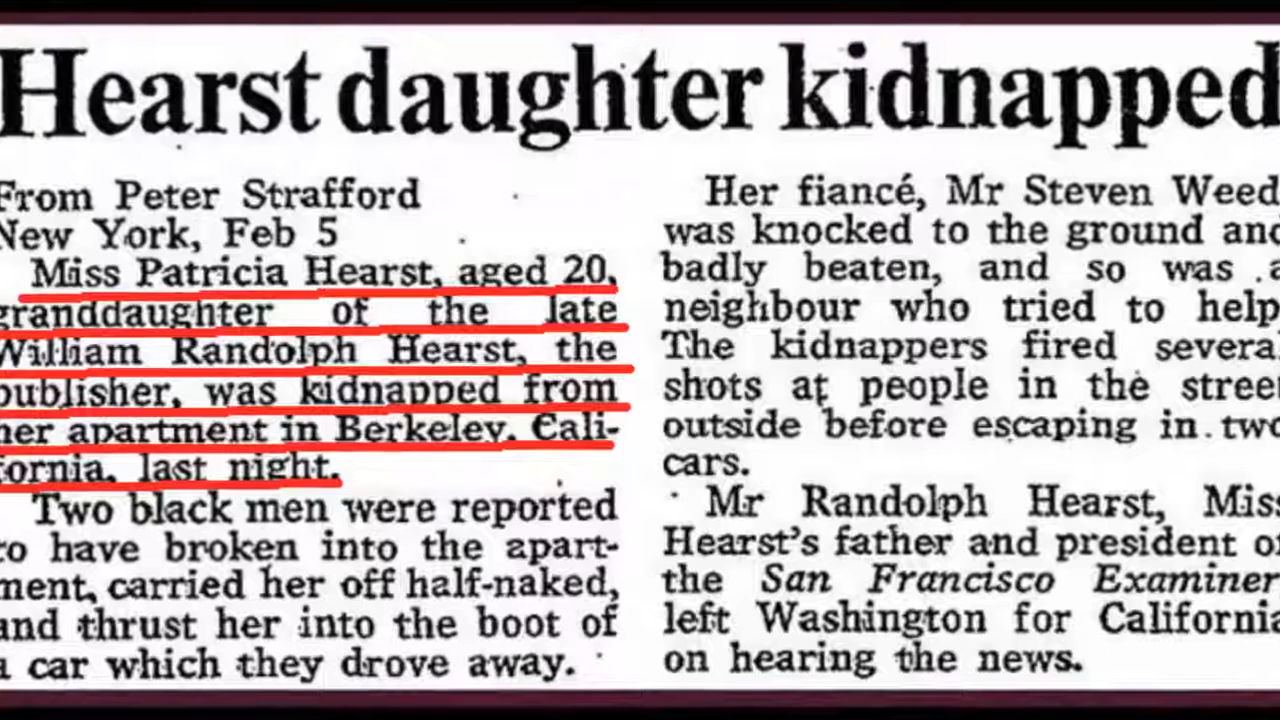 Hearst daughter kidnapped
From Peter Strafford
New York, Feb 5
Miss Patricia Hearst, aged 20,
granddaughter of the late
William Randolph Hearst, the
publisher, was kidnapped from
her apartment in Berkeley, Cali-
fornia, last night.
Two black men were reported
to have broken into the apart-
ment, carried her off half-naked,
and thrust her into the boot of
a car which they drove away.
Her fiancé, Mr Steven Weed
was knocked to the ground and
badly beaten, and so was a
neighbour who tried to help.
The kidnappers fired severa
shots at people in the street
outside before escaping in two
cars.
Mr Randolph Hearst, Miss
Hearst's father and president of
the San Francisco Examiner
left Washington for California
on hearing the news.